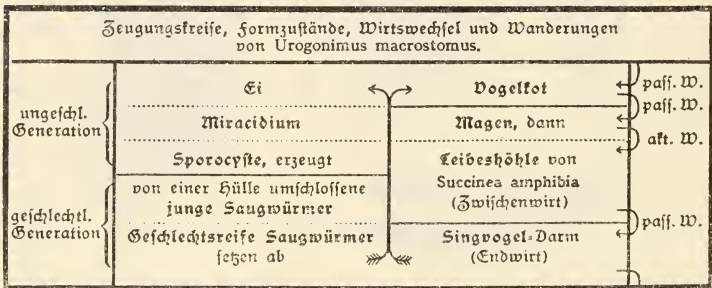 Zeugungskreise, Formzustände, Wirtswechsel und Wanderungen
von Urogonimus macrostomus.
ungeschl.
Generation
Ei
Vogelkot
pass. W.
pass. W.
Miracidium
Magen, dann
akt. W.
Sporocyste, erzeugt
Leibeshöhle von
Succinea amphibia
(Zwischenwirt)
geschlechtl.
Generation
von einer Hülle umschlossene
junge Saugwürmer
Geschlechtsreife Saugwürmer
setzen ab
Singvogel-Darm
(Endwirt)
pass. W.